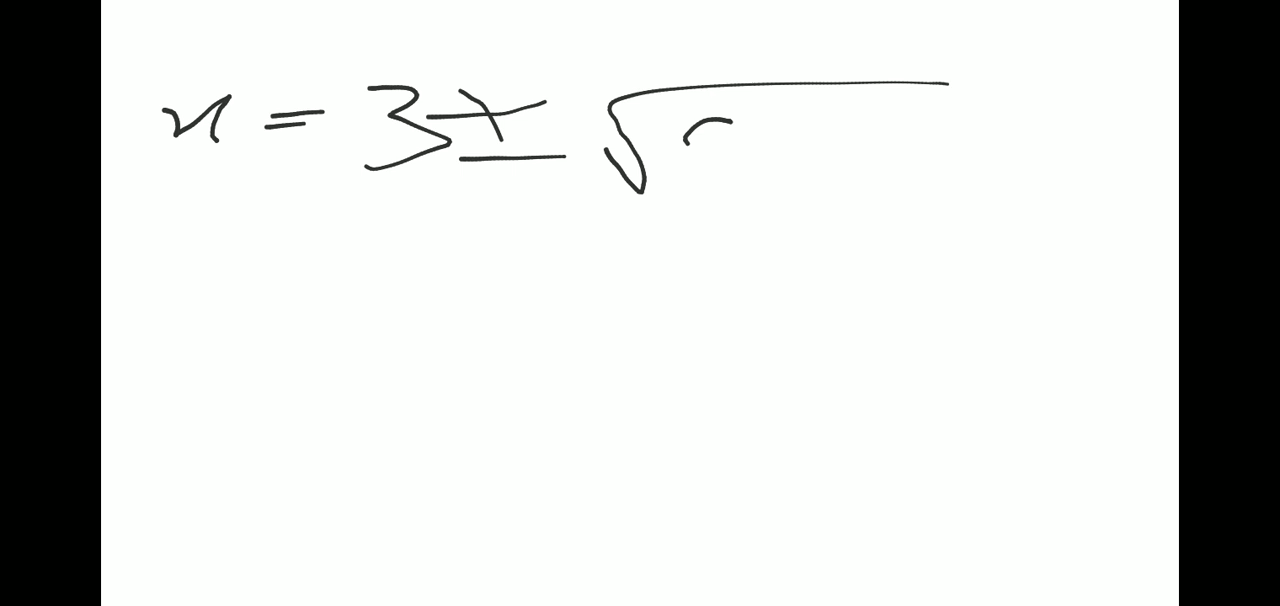 x = 3 ± √